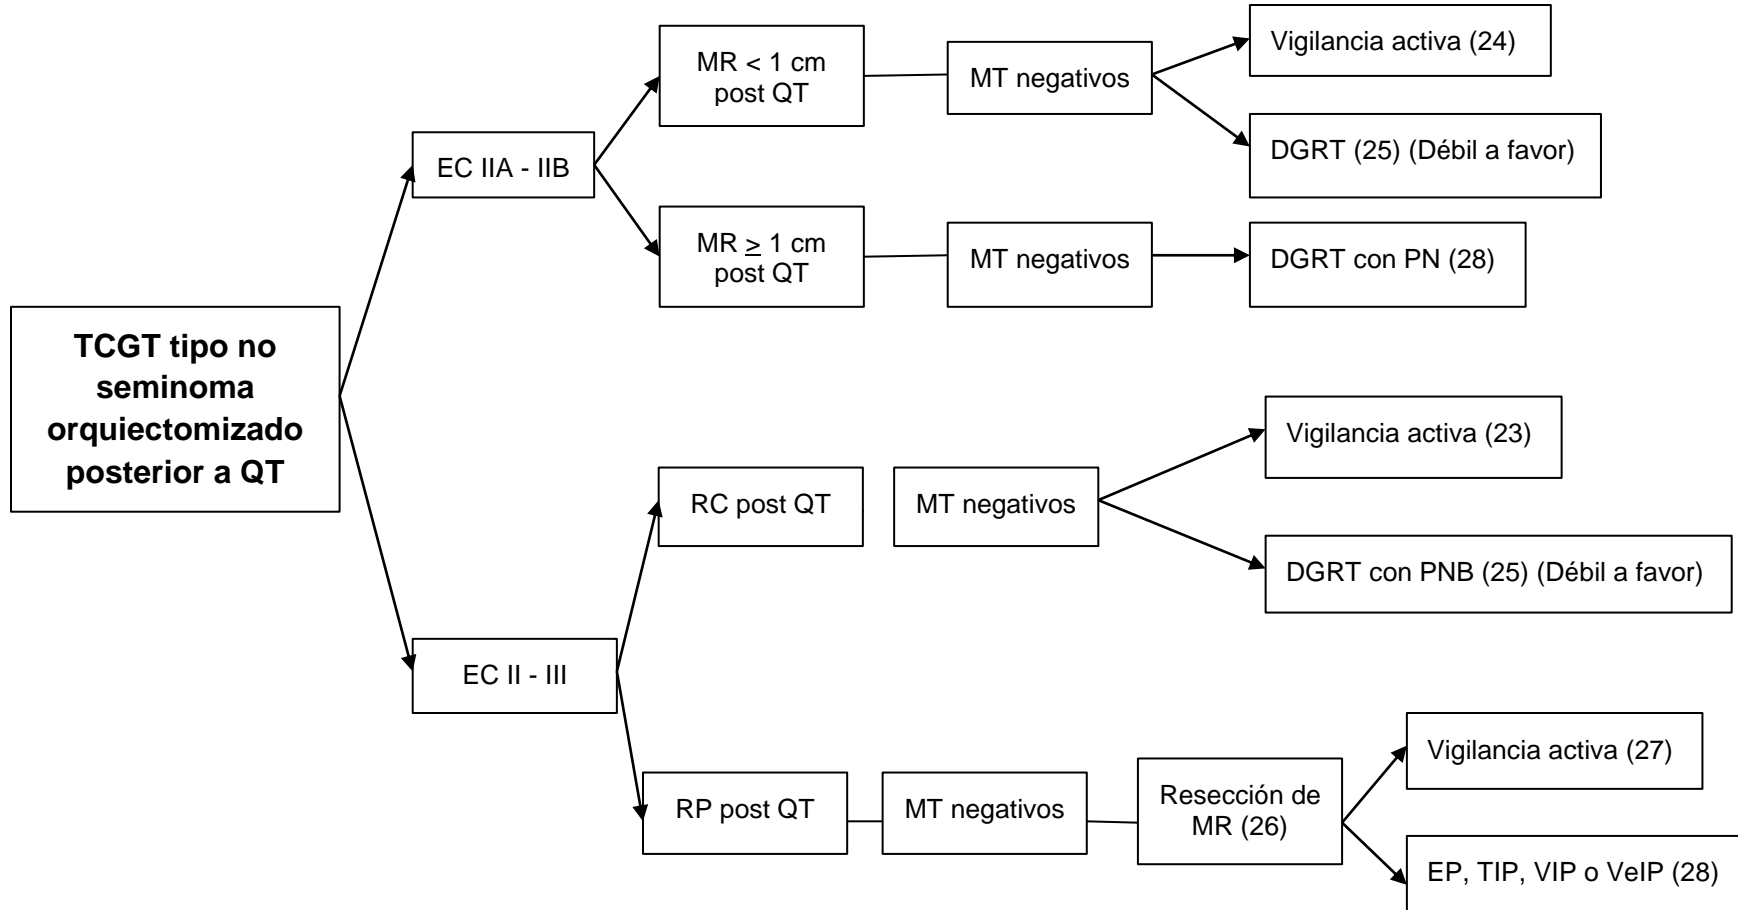 TCGT tipo no
seminoma
orquiectomizado
posterior a QT
EC IIA - IIB
MR < 1 cm
post QT
MT negativos
Vigilancia activa (24)
DGRT (25) (Débil a favor)
MR ≥ 1 cm
post QT
MT negativos
DGRT con PN (28)
EC II - III
RC post QT
MT negativos
Vigilancia activa (23)
DGRT con PNB (25) (Débil a favor)
RP post QT
MT negativos
Resección de
MR (26)
Vigilancia activa (27)
EP, TIP, VIP o VeIP (28)